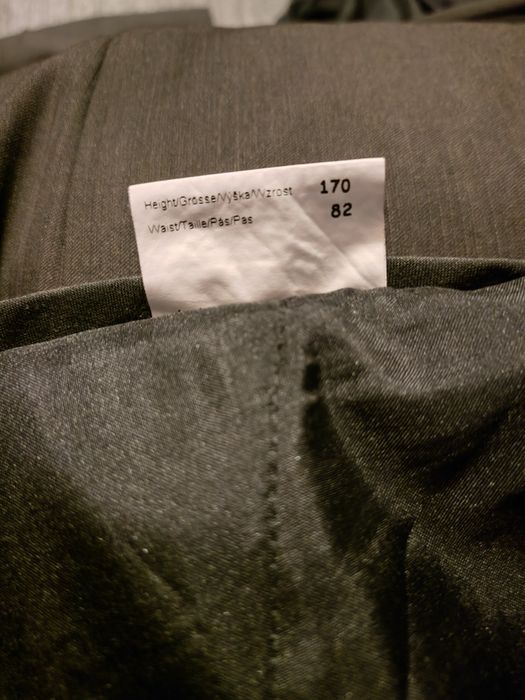 Height/Grösse/Výška/Wzrost 170
Waist/Taille/Pás/Pas 82